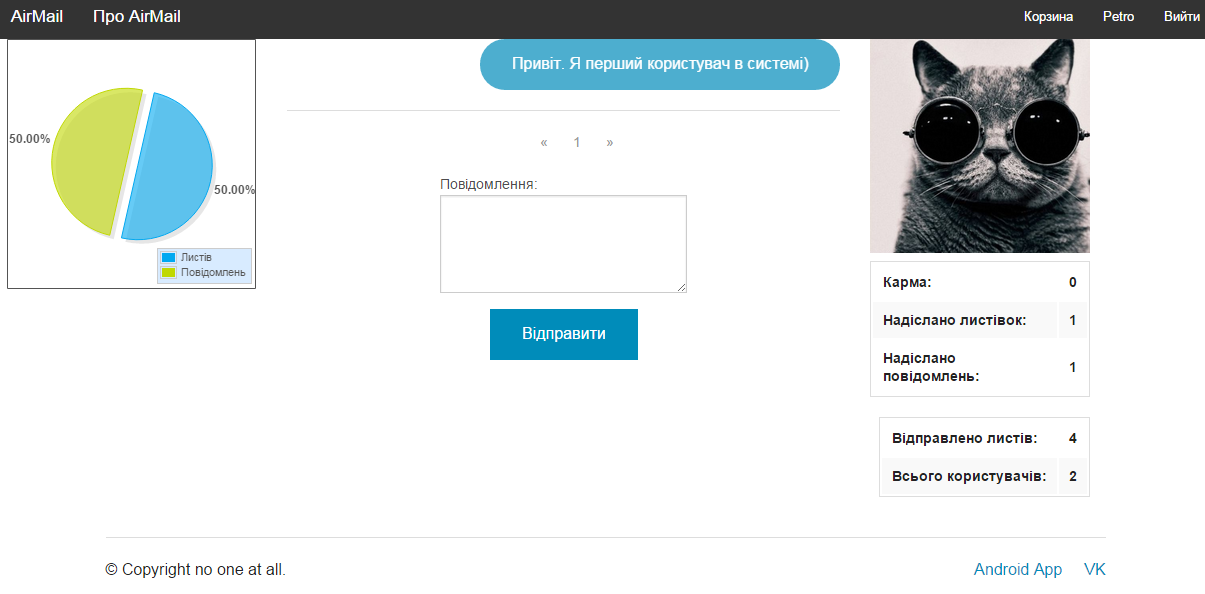 AirMail Про AirMail Корзина Petro Выйти
50.00%
50.00%
Листів
Повідомлень
Привіт. Я перший користувач в системі)
« 1 »
Повідомлення:
Відправити
Карма: 0
Надіслано листівок: 1
Надіслано
повідомлень: 1
Відправлено листів: 4
Всього користувачів: 2
© Copyright no one at all.
Android App VK